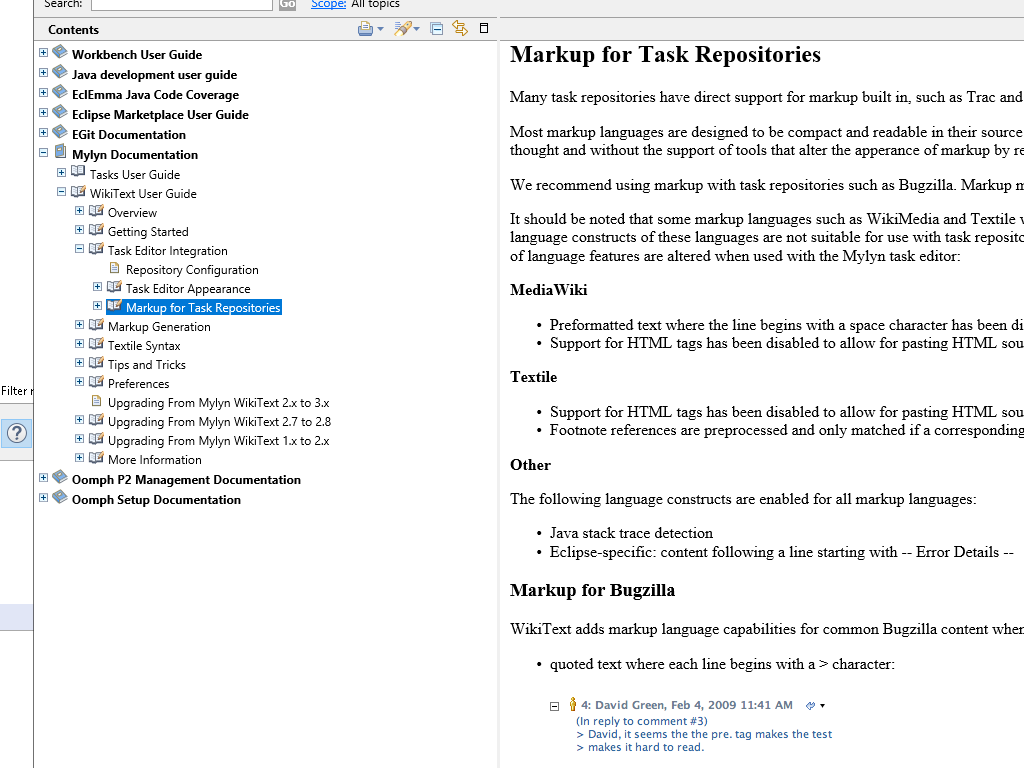 Search:
Go
Scope: All topics
Contents
Workbench User Guide
Java development user guide
EclEmma Java Code Coverage
Eclipse Marketplace User Guide
EGit Documentation
Mylyn Documentation
Tasks User Guide
WikiText User Guide
Overview
Getting Started
Task Editor Integration
Repository Configuration
Task Editor Appearance
Markup for Task Repositories
Markup Generation
Textile Syntax
Tips and Tricks
Preferences
Upgrading From Mylyn WikiText 2.x to 3.x
Upgrading From Mylyn WikiText 2.7 to 2.8
Upgrading From Mylyn WikiText 1.x to 2.x
More Information
Oomph P2 Management Documentation
Oomph Setup Documentation
Filter
Markup for Task Repositories
Many task repositories have direct support for markup built in, such as Trac and
Most markup languages are designed to be compact and readable in their source
thought and without the support of tools that alter the apperance of markup by re
We recommend using markup with task repositories such as Bugzilla. Markup m
It should be noted that some markup languages such as WikiMedia and Textile
language constructs of these languages are not suitable for use with task reposito
of language features are altered when used with the Mylyn task editor:
MediaWiki
• Preformatted text where the line begins with a space character has been di
• Support for HTML tags has been disabled to allow for pasting HTML sou
Textile
• Support for HTML tags has been disabled to allow for pasting HTML sou
• Footnote references are preprocessed and only matched if a corresponding
Other
The following language constructs are enabled for all markup languages:
• Java stack trace detection
• Eclipse-specific: content following a line starting with -- Error Details --
Markup for Bugzilla
WikiText adds markup language capabilities for common Bugzilla content when
• quoted text where each line begins with a > character:
4: David Green, Feb 4, 2009 11:41 AM
(In reply to comment #3)
> David, it seems the the pre. tag makes the test
> makes it hard to read.